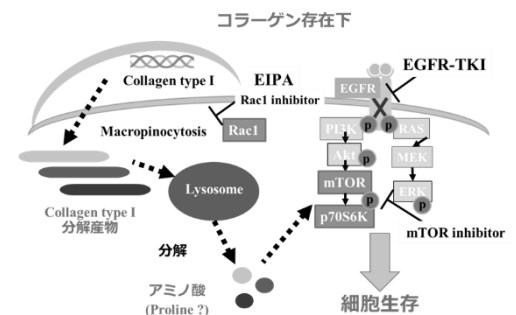 コラーゲン存在下
Collagen type I
EIPA
Rac1 inhibitor
Macropinocytosis
Rac1
EGFR-TKI
EGFR
PI3K
p
p
RAS
Akt
p
MEK
mTOR
p
ERK
p
p70S6K
mTOR inhibitor
Lysosome
Collagen type I
分解産物
分解
アミノ酸
(Proline ?)
細胞生存